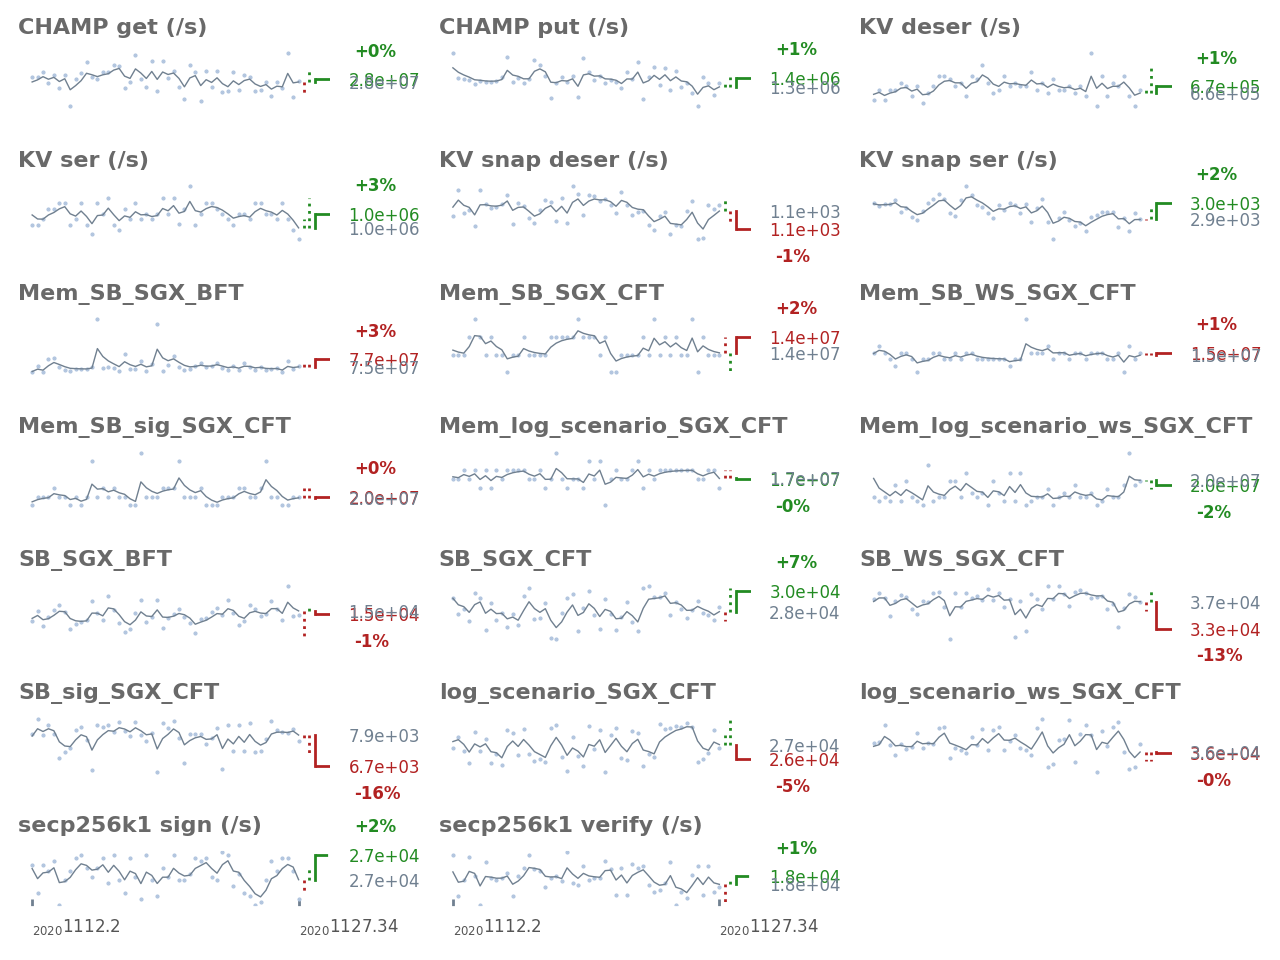 CHAMP get (/s)
+0%
2.8e+07
CHAMP put (/s)
+1%
1.4e+06
1.3e+06
KV deser (/s)
+1%
6.7e+05
6.6e+05
KV ser (/s)
+3%
1.0e+06
1.0e+06
KV snap deser (/s)
1.1e+03
1.1e+03
-1%
KV snap ser (/s)
+2%
3.0e+03
2.9e+03
Mem_SB_SGX_BFT
+3%
7.7e+07
7.5e+07
Mem_SB_SGX_CFT
+2%
1.4e+07
1.4e+07
Mem_SB_WS_SGX_CFT
+1%
1.5e+07
Mem_SB_sig_SGX_CFT
+0%
2.0e+07
Mem_log_scenario_SGX_CFT
1.7e+07
-0%
Mem_log_scenario_ws_SGX_CFT
2.0e+07
2.0e+07
-2%
SB_SGX_BFT
1.5e+04
1.5e+04
-1%
SB_SGX_CFT
+7%
3.0e+04
2.8e+04
SB_WS_SGX_CFT
3.7e+04
3.3e+04
-13%
SB_sig_SGX_CFT
7.9e+03
6.7e+03
-16%
log_scenario_SGX_CFT
2.7e+04
2.6e+04
-5%
log_scenario_ws_SGX_CFT
3.6e+04
-0%
secp256k1 sign (/s)
+2%
2.7e+04
2.7e+04
secp256k1 verify (/s)
+1%
1.8e+04
1.8e+04
2020 1112.2
2020 1127.34
2020 1112.2
2020 1127.34